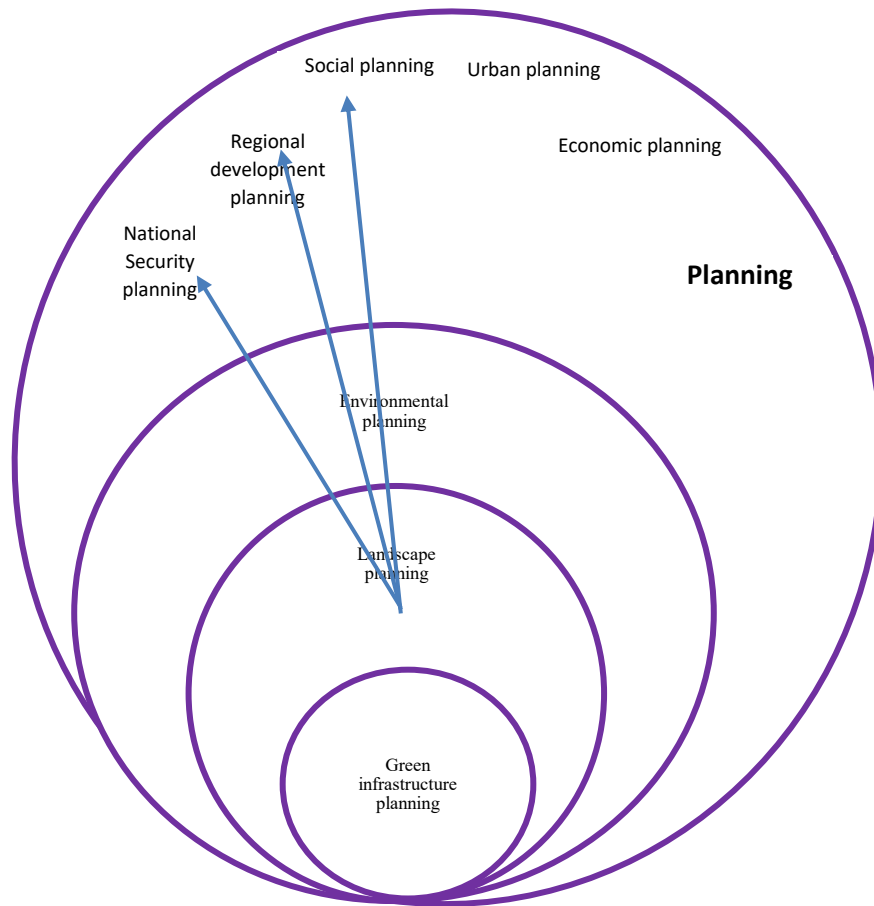 Social planning
Urban planning
Regional
development
planning
Economic planning
National
Security
planning
Planning
Environmental
planning
Landscape
planning
Green
infrastructure
planning